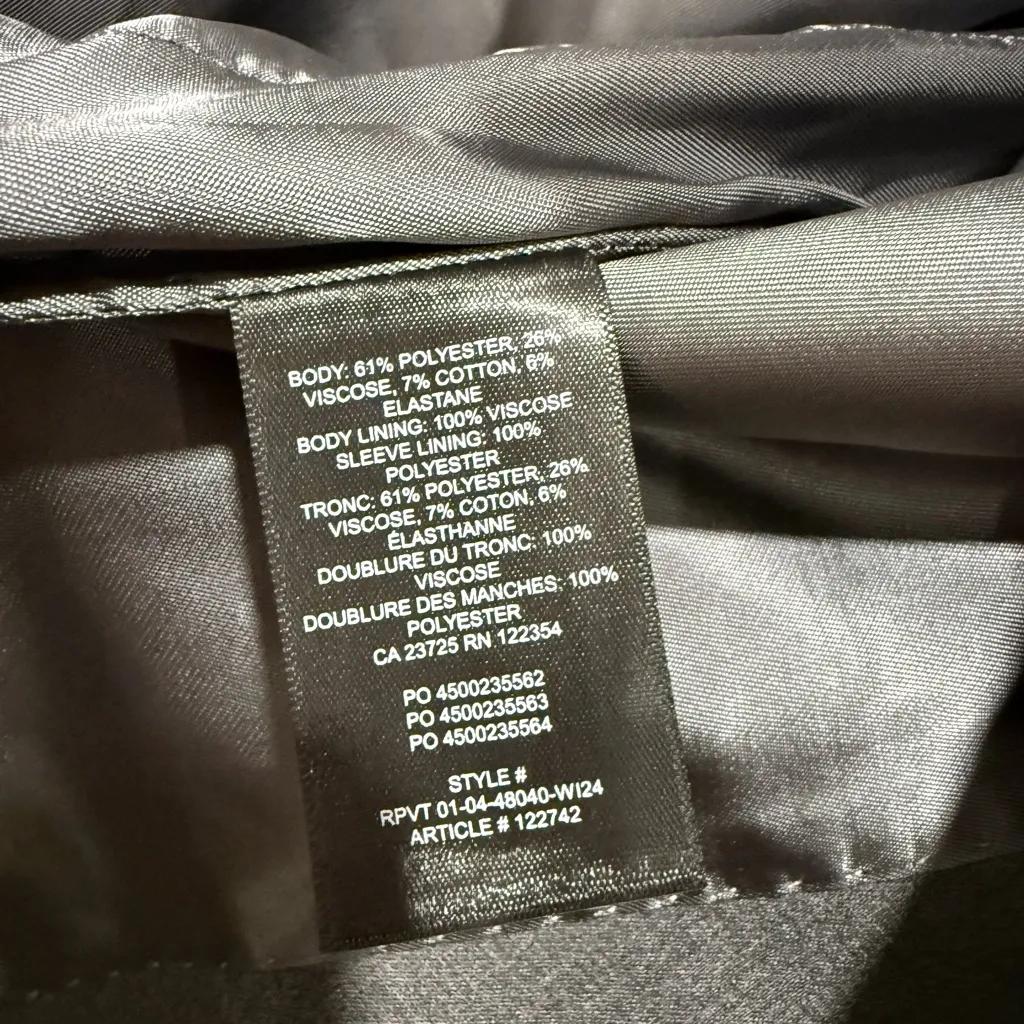 BODY: 61% POLYESTER, 26%
VISCOSE, 7% COTTON, 6%
ELASTANE
BODY LINING: 100% VISCOSE
SLEEVE LINING: 100%
POLYESTER
TRONC: 61% POLYESTER, 26%
VISCOSE, 7% COTON, 6%
ÉLASTHANNE
DOUBLURE DU TRONC: 100%
VISCOSE
DOUBLURE DES MANCHES: 100%
POLYESTER
CA 23725 RN 122354
PO 4500235562
PO 4500235563
PO 4500235564
STYLE #
RPVT 01-04-48040-WI24
ARTICLE # 122742